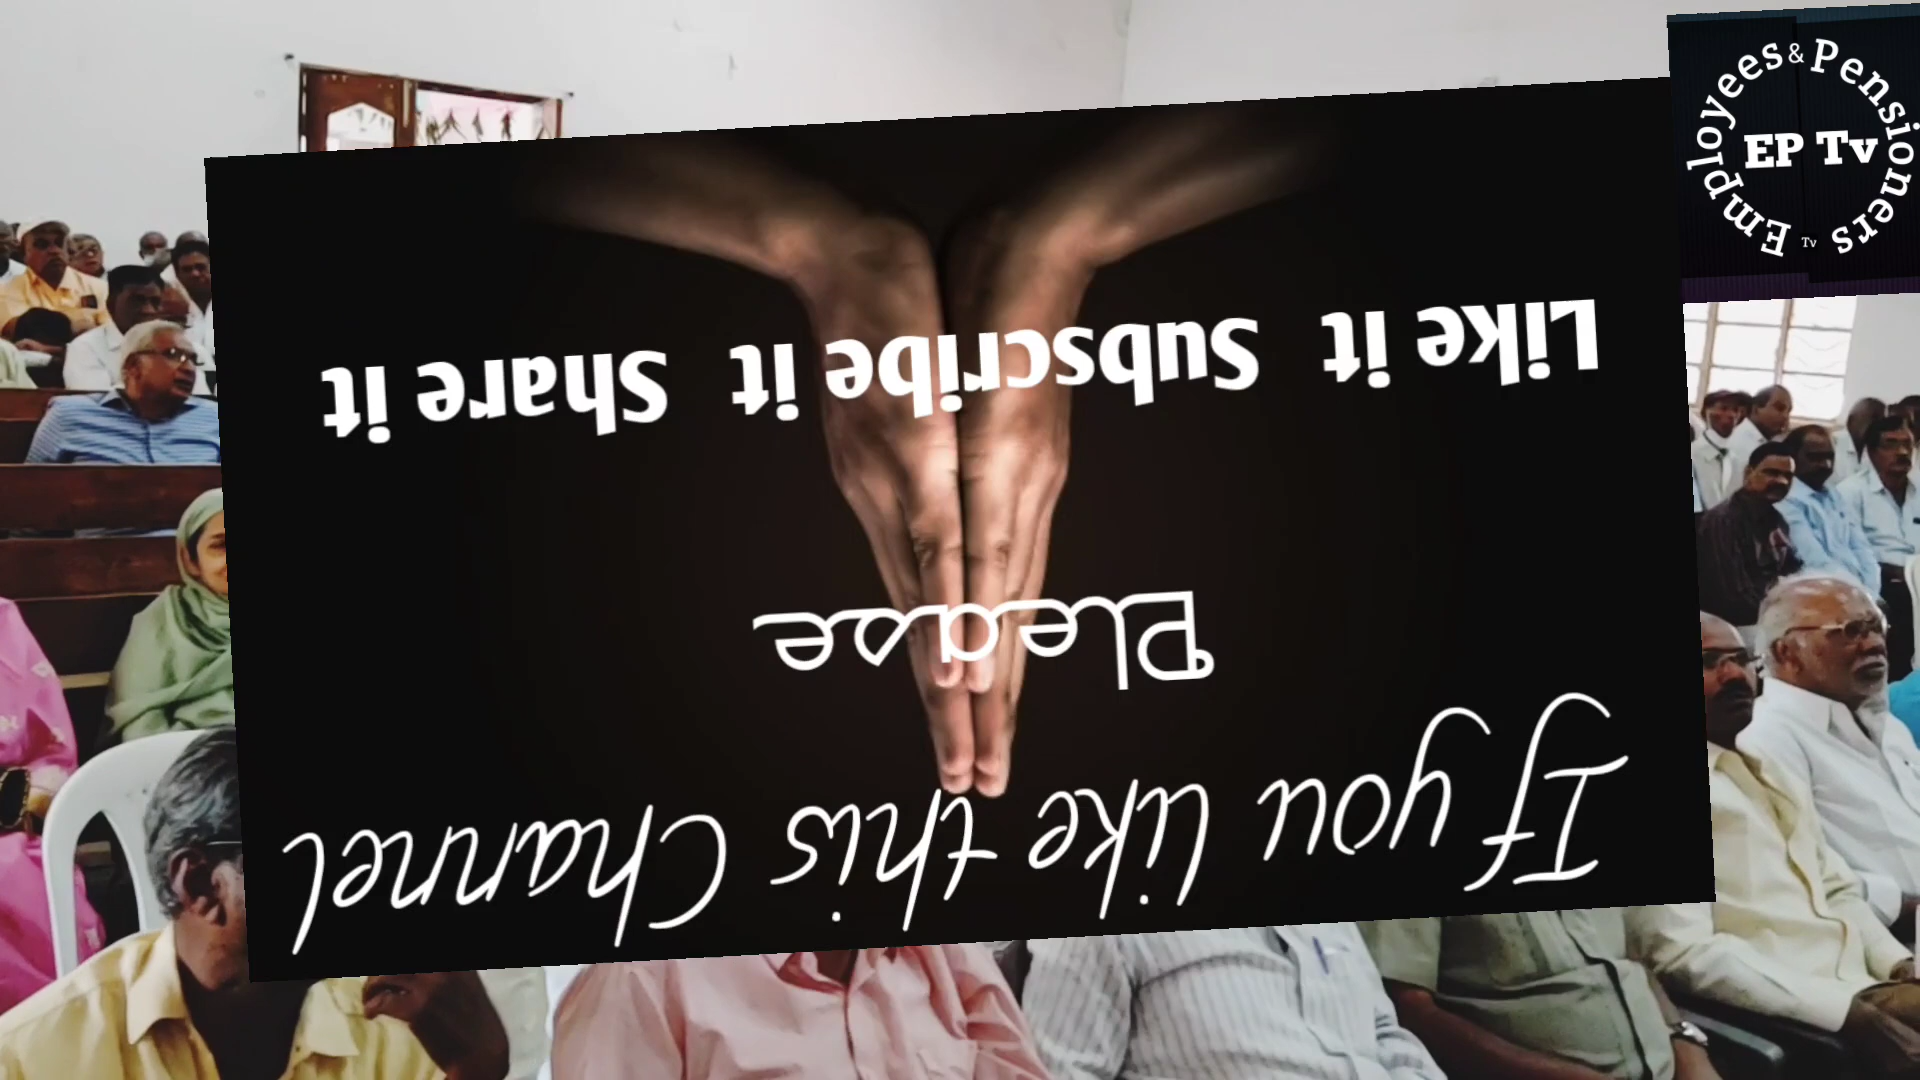 If you like this Channel
Please
Like it Subscribe it Share it
Employees & Pensioners Tv
EP Tv